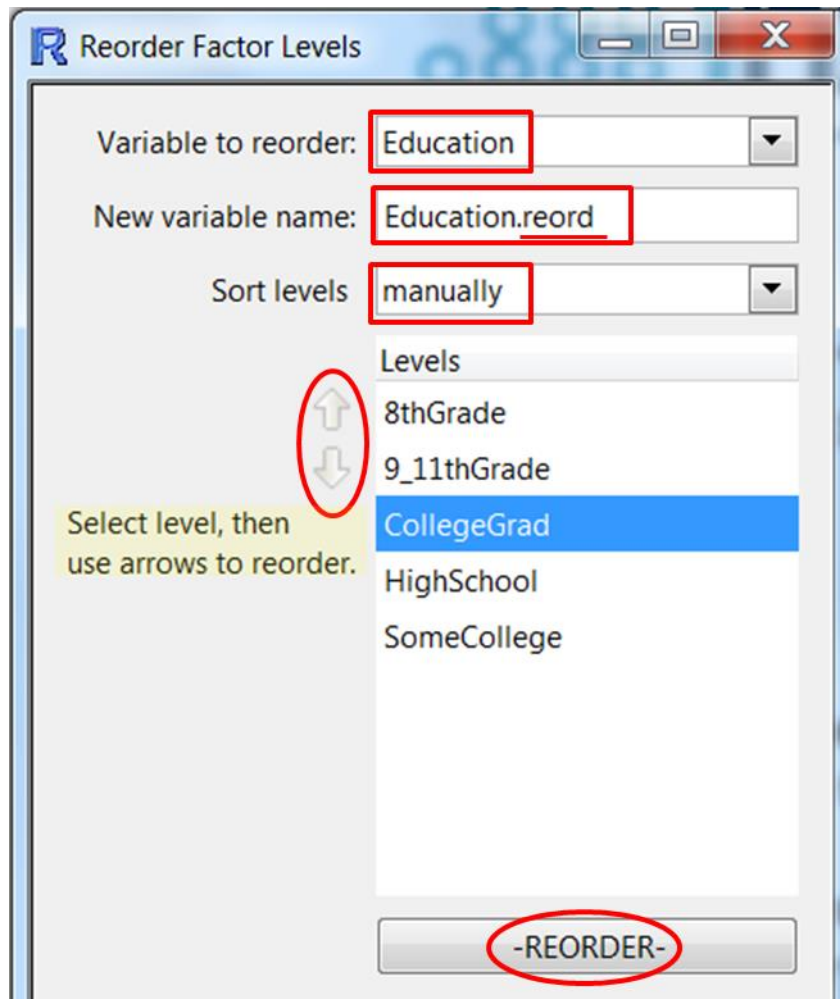 Reorder Factor Levels
Variable to reorder: Education
New variable name: Education.reord
Sort levels manually
Levels
8thGrade
9_11thGrade
CollegeGrad
HighSchool
SomeCollege
Select level, then
use arrows to reorder.
-REORDER-